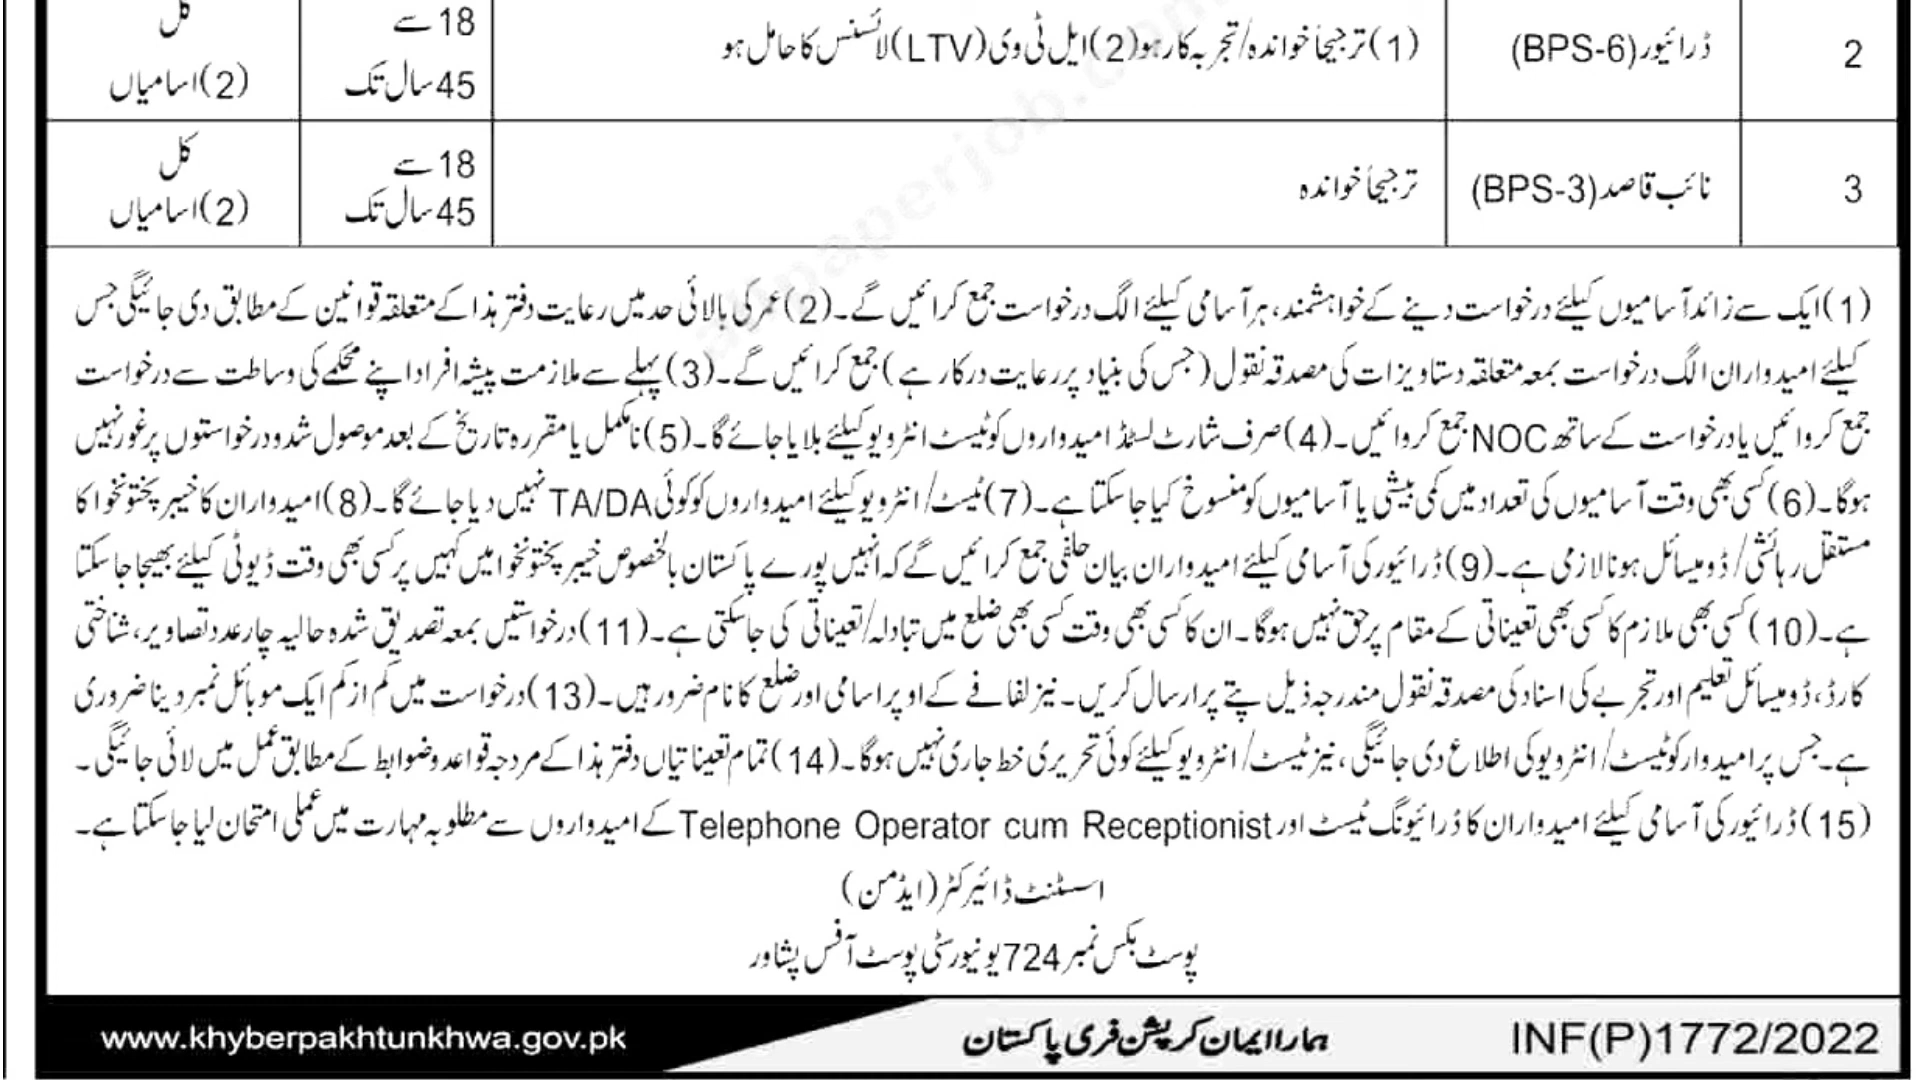 2 ڈرائیور(BPS-6) (1)ترجیحاً خواندہ/تجربہ کار ہو(2)ایل ٹی وی(LTV)لائسنس کا حامل ہو 18سے 45سال تک کل (2)اسامیاں
3 نائب قاصد(BPS-3) ترجیحاً خواندہ 18سے 45سال تک کل (2)اسامیاں
(1)ایک سے زائد آسامیوں کیلئے درخواست دینے کے خواہشمند، ہر آسامی کیلئے الگ درخواست جمع کرائیں گے۔(2)عمر کی بالائی حد میں رعایت دفتر ہذا کے متعلقہ قوانین کے مطابق دی جائیگی جس
کیلئے امیدواران الگ درخواست بمعہ متعلقہ دستاویزات کی مصدقہ نقول (جس کی بنیاد پر رعایت درکار ہے) جمع کرائیں گے۔(3)پہلے سے ملازمت پیشہ افراد اپنے محکمے کی وساطت سے درخواست
جمع کروائیں یا درخواست کے ساتھ NOC جمع کروائیں۔(4)صرف شارٹ لسٹڈ امیدواروں کو ٹیسٹ انٹرویو کیلئے بلایا جائے گا۔(5)نامکمل یا مقررہ تاریخ کے بعد موصول شدہ درخواستوں پر غور نہیں
ہوگا۔(6)کسی بھی وقت آسامیوں کی تعداد میں کمی بیشی یا آسامیوں کو منسوخ کیا جا سکتا ہے۔(7)ٹیسٹ/انٹرویو کیلئے امیدواروں کو کوئی TA/DA نہیں دیا جائے گا۔(8)امیدواران کا خیبر پختونخوا کا
مستقل رہائشی/ڈومیسائل ہونا لازمی ہے۔(9)ڈرائیور کی آسامی کیلئے امیدواران بیان حلفی جمع کرائیں گے کہ انہیں پورے پاکستان بالخصوص خیبر پختونخوا میں کہیں پر کسی بھی وقت ڈیوٹی کیلئے بھیجا جا سکتا
ہے۔(10)کسی بھی ملازم کا کسی بھی تعیناتی کے مقام پر حق نہیں ہوگا۔ان کا کسی بھی وقت کسی بھی ضلع میں تبادلہ/تعیناتی کی جاسکتی ہے۔(11)درخواستیں بمعہ تصدیق شدہ حالیہ چار عدد تصاویر، شناختی
کارڈ، ڈومیسائل تعلیم اور تجربے کی اسناد کی مصدقہ نقول مندرجہ ذیل پتے پر ارسال کریں۔نیز لفافے کے اوپر اسامی اور ضلع کا نام ضرور ہیں۔(13)درخواست میں کم از کم ایک موبائل نمبر دینا ضروری
ہے۔جس پر امیدوار کو ٹیسٹ/انٹرویو کی اطلاع دی جائیگی، نیز ٹیسٹ/انٹرویو کیلئے کوئی تحریری خط جاری نہیں ہوگا۔(14)تمام تعیناتیاں دفتر ہذا کے مردجہ قواعد و ضوابط کے مطابق عمل میں لائی جائیگی۔
(15)ڈرائیور کی آسامی کیلئے امیدواران کا ڈرائیونگ ٹیسٹ اور Telephone Operator cum Receptionist کے امیدواروں سے مطلوبہ مہارت میں عملی امتحان لیا جا سکتا ہے۔
اسسٹنٹ ڈائیرکٹر(ایڈمن)
پوسٹ بکس نمبر 724 یونیورسٹی پوسٹ آفس پشاور
INF(P)1772/2022 ہمارا ایمان کرپشن فری پاکستان www.khyberpakhtunkhwa.gov.pk